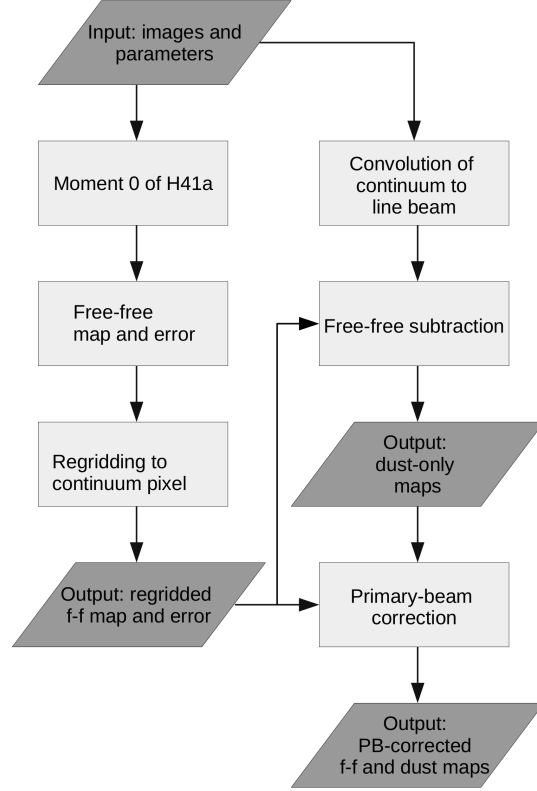 Input: images and
parameters
Moment 0 of H41a
Free-free
map and error
Regridding to
continuum pixel
Output: regridded
f-f map and error
Convolution of
continuum to
line beam
Free-free subtraction
Output:
dust-only
maps
Primary-beam
correction
Output:
PB-corrected
f-f and dust maps